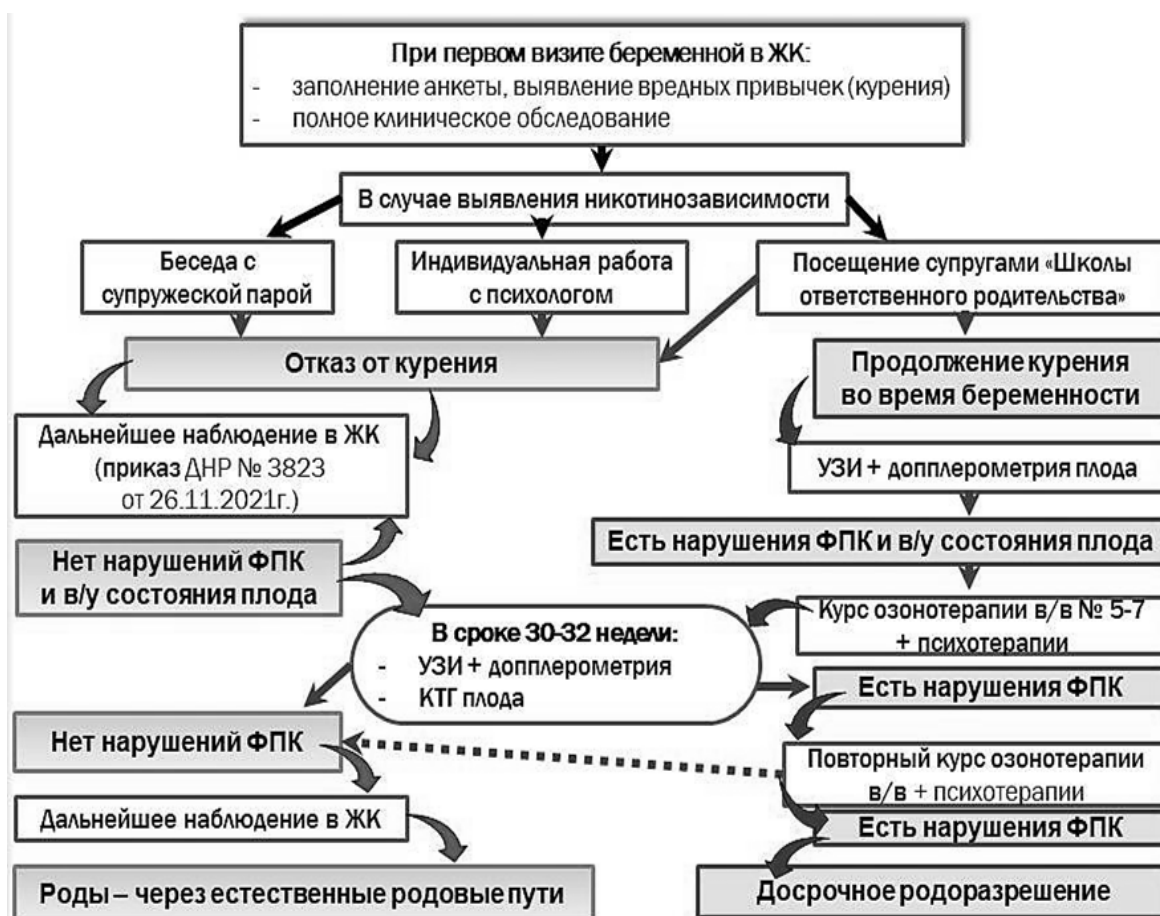 При первом визите беременной в ЖК:
- заполнение анкеты, выявление вредных привычек (курения)
- полное клиническое обследование
В случае выявления никотинозависимости
Беседа с
супружеской парой
Индивидуальная работа
с психологом
Посещение супругами «Школы
ответственного родительства»
Отказ от курения
Продолжение курения
во время беременности
Дальнейшее наблюдение в ЖК
(приказ ДНР № 3823
от 26.11.2021г.)
УЗИ + допплерометрия плода
Нет нарушений ФПК
и в/у состояния плода
Есть нарушения ФПК и в/у состояния плода
В сроке 30-32 недели:
- УЗИ + допплерометрия
- КТГ плода
Курс озонотерапии в/в № 5-7
+ психотерапии
Есть нарушения ФПК
Нет нарушений ФПК
Повторный курс озонотерапии
в/в + психотерапии
Дальнейшее наблюдение в ЖК
Есть нарушения ФПК
Роды – через естественные родовые пути
Досрочное родоразрешение